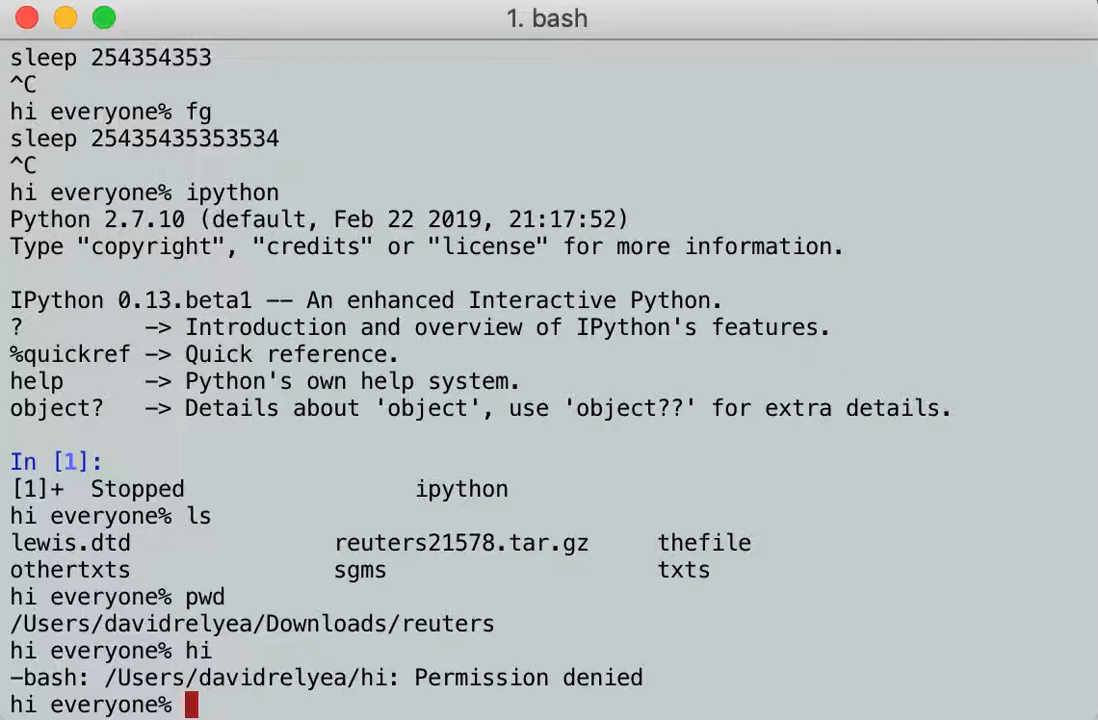 1. bash
sleep 254354353
^C
hi everyone% fg
sleep 25435435353534
^C
hi everyone% ipython
Python 2.7.10 (default, Feb 22 2019, 21:17:52)
Type "copyright", "credits" or "license" for more information.
IPython 0.13.beta1 -- An enhanced Interactive Python.
?         -> Introduction and overview of IPython's features.
%quickref -> Quick reference.
help      -> Python's own help system.
object?   -> Details about 'object', use 'object??' for extra details.
In [1]:
[1]+  Stopped                 ipython
hi everyone% ls
lewis.dtd               reuters21578.tar.gz     thefile
othertxts               sgms                    txts
hi everyone% pwd
/Users/davidrelyea/Downloads/reuters
hi everyone% hi
-bash: /Users/davidrelyea/hi: Permission denied
hi everyone%